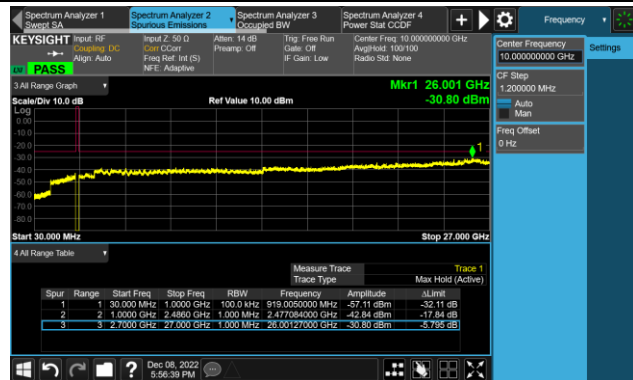 Spectrum Analyzer 1
Swept SA
Spectrum Analyzer 2
Spurious Emissions
Spectrum Analyzer 3
Occupied BW
Spectrum Analyzer 4
Power Stat CCDF
Frequency
KEYSIGHT
Input: RF
Coupling: DC
Align: Auto
Input Z: 50 Ω
Corr CCorr
Freq Ref: Int (S)
NFE: Adaptive
Atten: 14 dB
Preamp: Off
Trig: Free Run
Gate: Off
IF Gain: Low
Center Freq: 10.000000000 GHz
Avg|Hold: 100/100
Radio Std: None
LXI PASS
Center Frequency
10.00000000 GHz
Settings
CF Step
1.200000 MHz
Auto
Man
Freq Offset
0 Hz
3 All Range Graph
Mkr1 26.001 GHz
Scale/Div 10.0 dB
Ref Value 10.00 dBm
-30.80 dBm
Log
0.00
-10.0
-20.0
-30.0
-40.0
-50.0
-60.0
-70.0
-80.0
1
Start 30.000 MHz
Stop 27.000 GHz
4 All Range Table
Measure Trace Trace 1
Trace Type Max Hold (Active)
Spur Range Start Freq Stop Freq RBW Frequency Amplitude ΔLimit
1 1 30.000 MHz 1.0000 GHz 100.0 kHz 919.0050000 MHz -57.11 dBm -32.11 dB
2 2 1.0000 GHz 2.4860 GHz 1.000 MHz 2.477084000 GHz -42.84 dBm -17.84 dB
3 3 2.7000 GHz 27.000 GHz 1.000 MHz 26.00127000 GHz -30.80 dBm -5.795 dB
?
Dec 08, 2022
5:56:39 PM